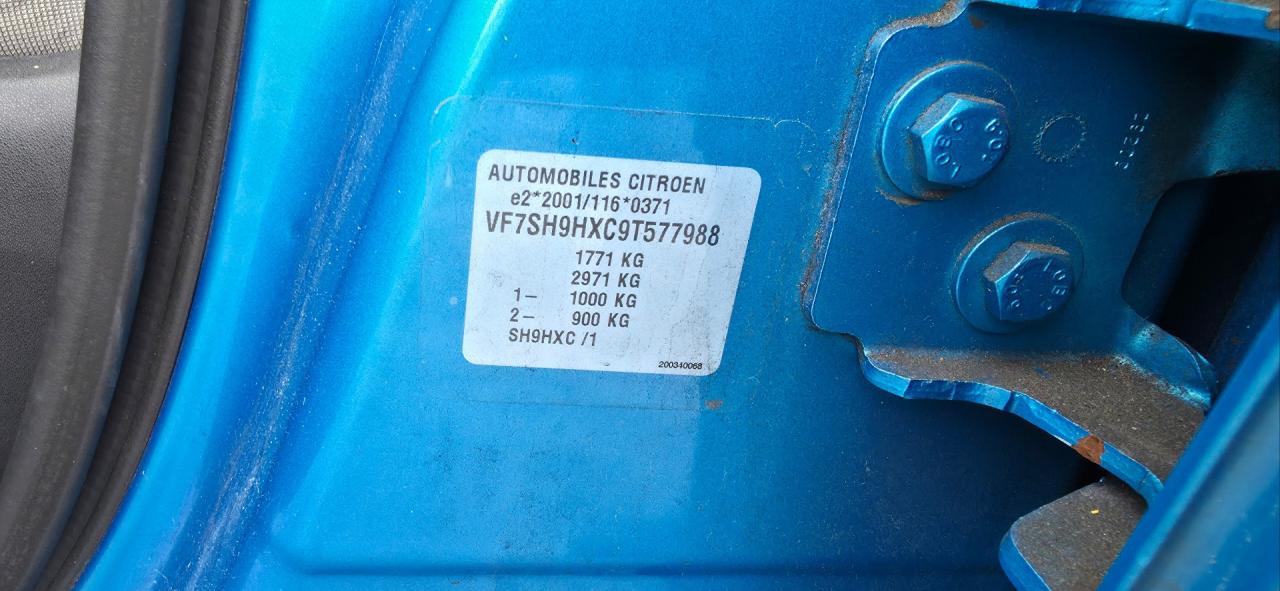 AUTOMOBILES CITROEN
e2*2001/116*0371
VF7SH9HXC9T577988
1771 KG
2971 KG
1– 1000 KG
2– 900 KG
SH9HXC /1
200340068